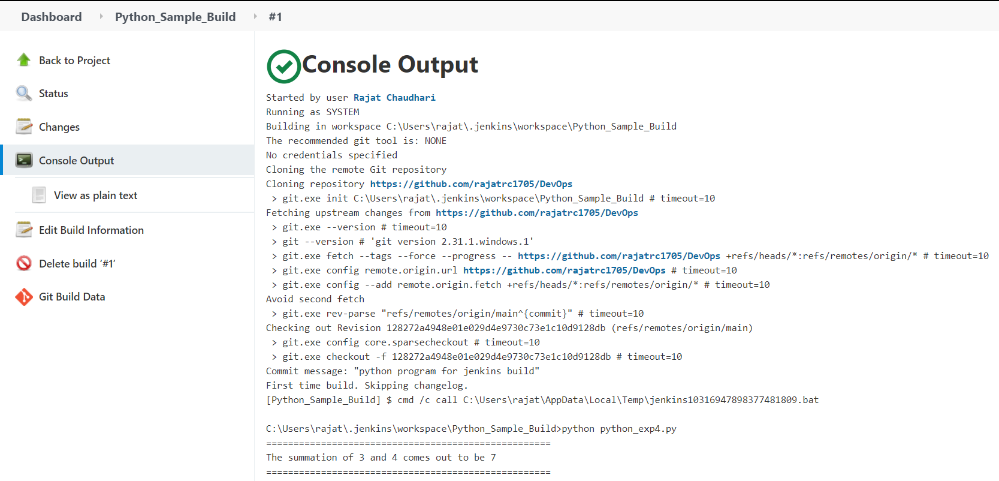 Dashboard Python_Sample_Build #1
Back to Project
Status
Changes
Console Output
View as plain text
Edit Build Information
Delete build ‘#1’
Git Build Data
Console Output
Started by user Rajat Chaudhari
Running as SYSTEM
Building in workspace C:\Users\rajat\.jenkins\workspace\Python_Sample_Build
The recommended git tool is: NONE
No credentials specified
Cloning the remote Git repository
Cloning repository https://github.com/rajatrc1705/DevOps
 > git.exe init C:\Users\rajat\.jenkins\workspace\Python_Sample_Build # timeout=10
Fetching upstream changes from https://github.com/rajatrc1705/DevOps
 > git.exe --version # timeout=10
 > git --version # 'git version 2.31.1.windows.1'
 > git.exe fetch --tags --force --progress -- https://github.com/rajatrc1705/DevOps +refs/heads/*:refs/remotes/origin/* # timeout=10
 > git.exe config remote.origin.url https://github.com/rajatrc1705/DevOps # timeout=10
 > git.exe config --add remote.origin.fetch +refs/heads/*:refs/remotes/origin/* # timeout=10
Avoid second fetch
 > git.exe rev-parse "refs/remotes/origin/main^{commit}" # timeout=10
Checking out Revision 128272a4948e01e029d4e9730c73e1c10d9128db (refs/remotes/origin/main)
 > git.exe config core.sparsecheckout # timeout=10
 > git.exe checkout -f 128272a4948e01e029d4e9730c73e1c10d9128db # timeout=10
Commit message: "python program for jenkins build"
First time build. Skipping changelog.
[Python_Sample_Build] $ cmd /c call C:\Users\rajat\AppData\Local\Temp\jenkins10316947898377481809.bat
C:\Users\rajat\.jenkins\workspace\Python_Sample_Build>python python_exp4.py
====================================================
The summation of 3 and 4 comes out to be 7
====================================================